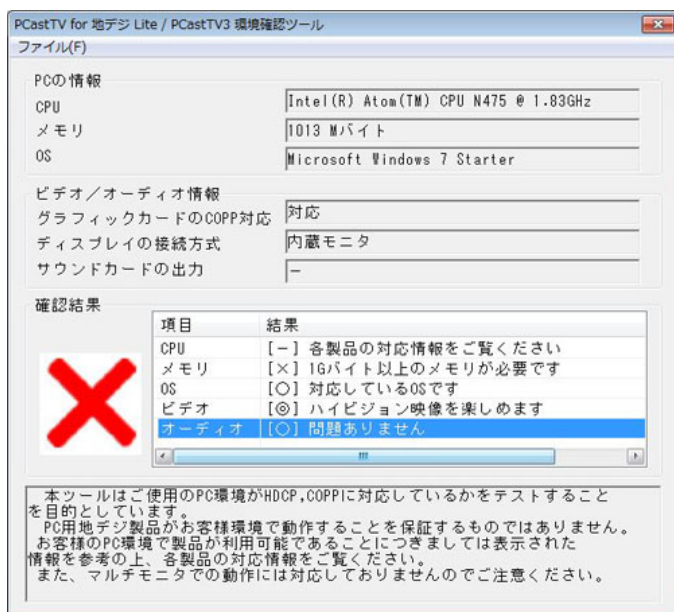 PCastTV for 地デジ Lite / PCastTV3 環境確認ツール
ファイル(F)
PCの情報
CPU
Intel(R) Atom(TM) CPU N475 @ 1.83GHz
メモリ
1013 Mバイト
OS
Microsoft Windows 7 Starter
ビデオ／オーディオ情報
グラフィックカードのCOPP対応
対応
ディスプレイの接続方式
内蔵モニタ
サウンドカードの出力
－
確認結果
項目 結果
CPU [－] 各製品の対応情報をご覧ください
メモリ [×] 1Gバイト以上のメモリが必要です
OS [○] 対応しているOSです
ビデオ [◎] ハイビジョン映像を楽しめます
オーディオ [○] 問題ありません
本ツールはご使用のPC環境がHDCP,COPPに対応しているかをテストすること
を目的としています。
PC用地デジ製品がお客様環境で動作することを保証するものではありません。
お客様のPC環境で製品が利用可能であることにつきましては表示された
情報を参考の上、各製品の対応情報をご覧ください。
また、マルチモニタでの動作には対応しておりませんのでご注意ください。